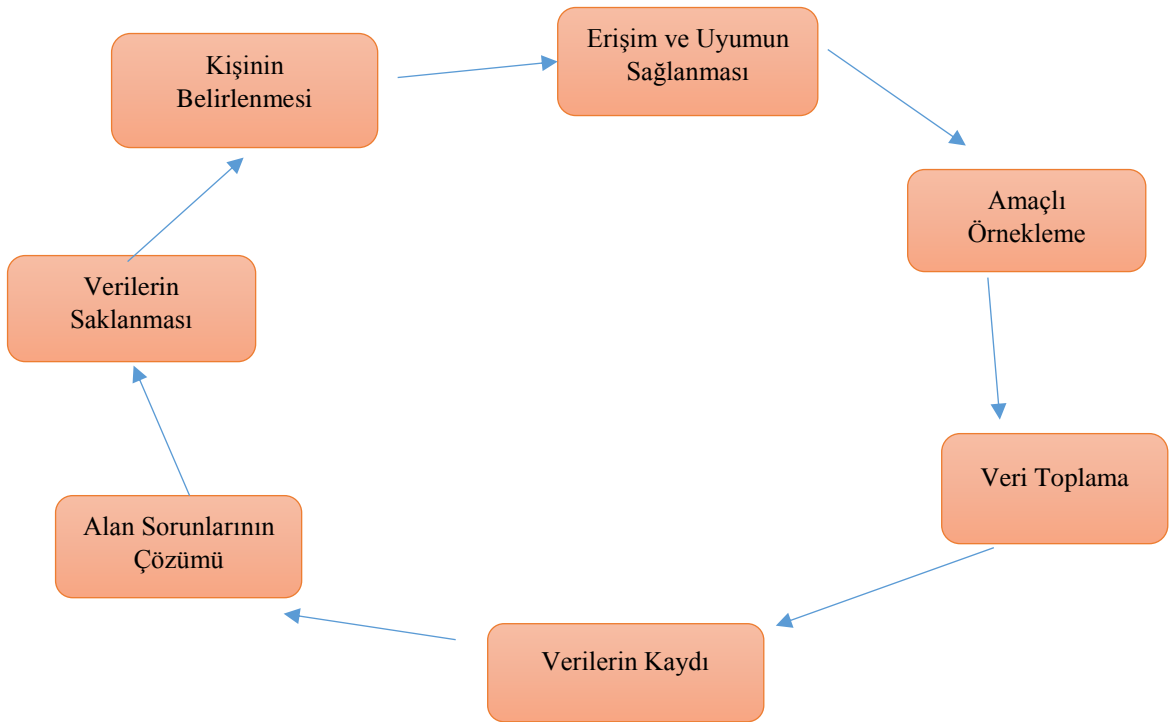 Kişinin
Belirlenmesi
Erişim ve Uyumun
Sağlanması
Amaçlı
Örnekleme
Veri Toplama
Verilerin Kaydı
Alan Sorunlarının
Çözümü
Verilerin
Saklanması